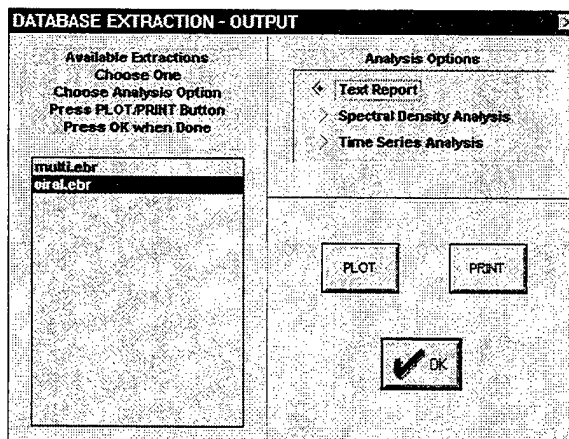 DATABASE EXTRACTION - OUTPUT
Available Extractions
Choose One
Choose Analysis Option
Press PLOT/PRINT Button
Press OK when Done
multi.ebr
eiral.ebr
Analysis Options
Text Report
Spectral Density Analysis
Time Series Analysis
PLOT
PRINT
OK